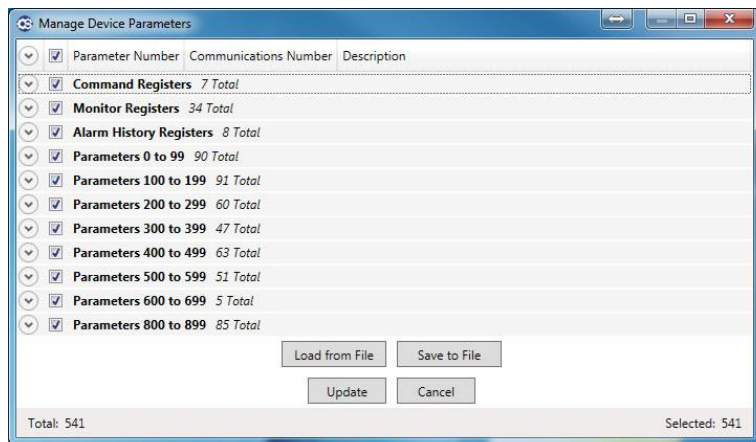 Manage Device Parameters
Parameter Number Communications Number Description
Command Registers 7 Total
Monitor Registers 34 Total
Alarm History Registers 8 Total
Parameters 0 to 99 90 Total
Parameters 100 to 199 91 Total
Parameters 200 to 299 60 Total
Parameters 300 to 399 47 Total
Parameters 400 to 499 63 Total
Parameters 500 to 599 51 Total
Parameters 600 to 699 5 Total
Parameters 800 to 899 85 Total
Load from File Save to File
Update Cancel
Total: 541 Selected: 541